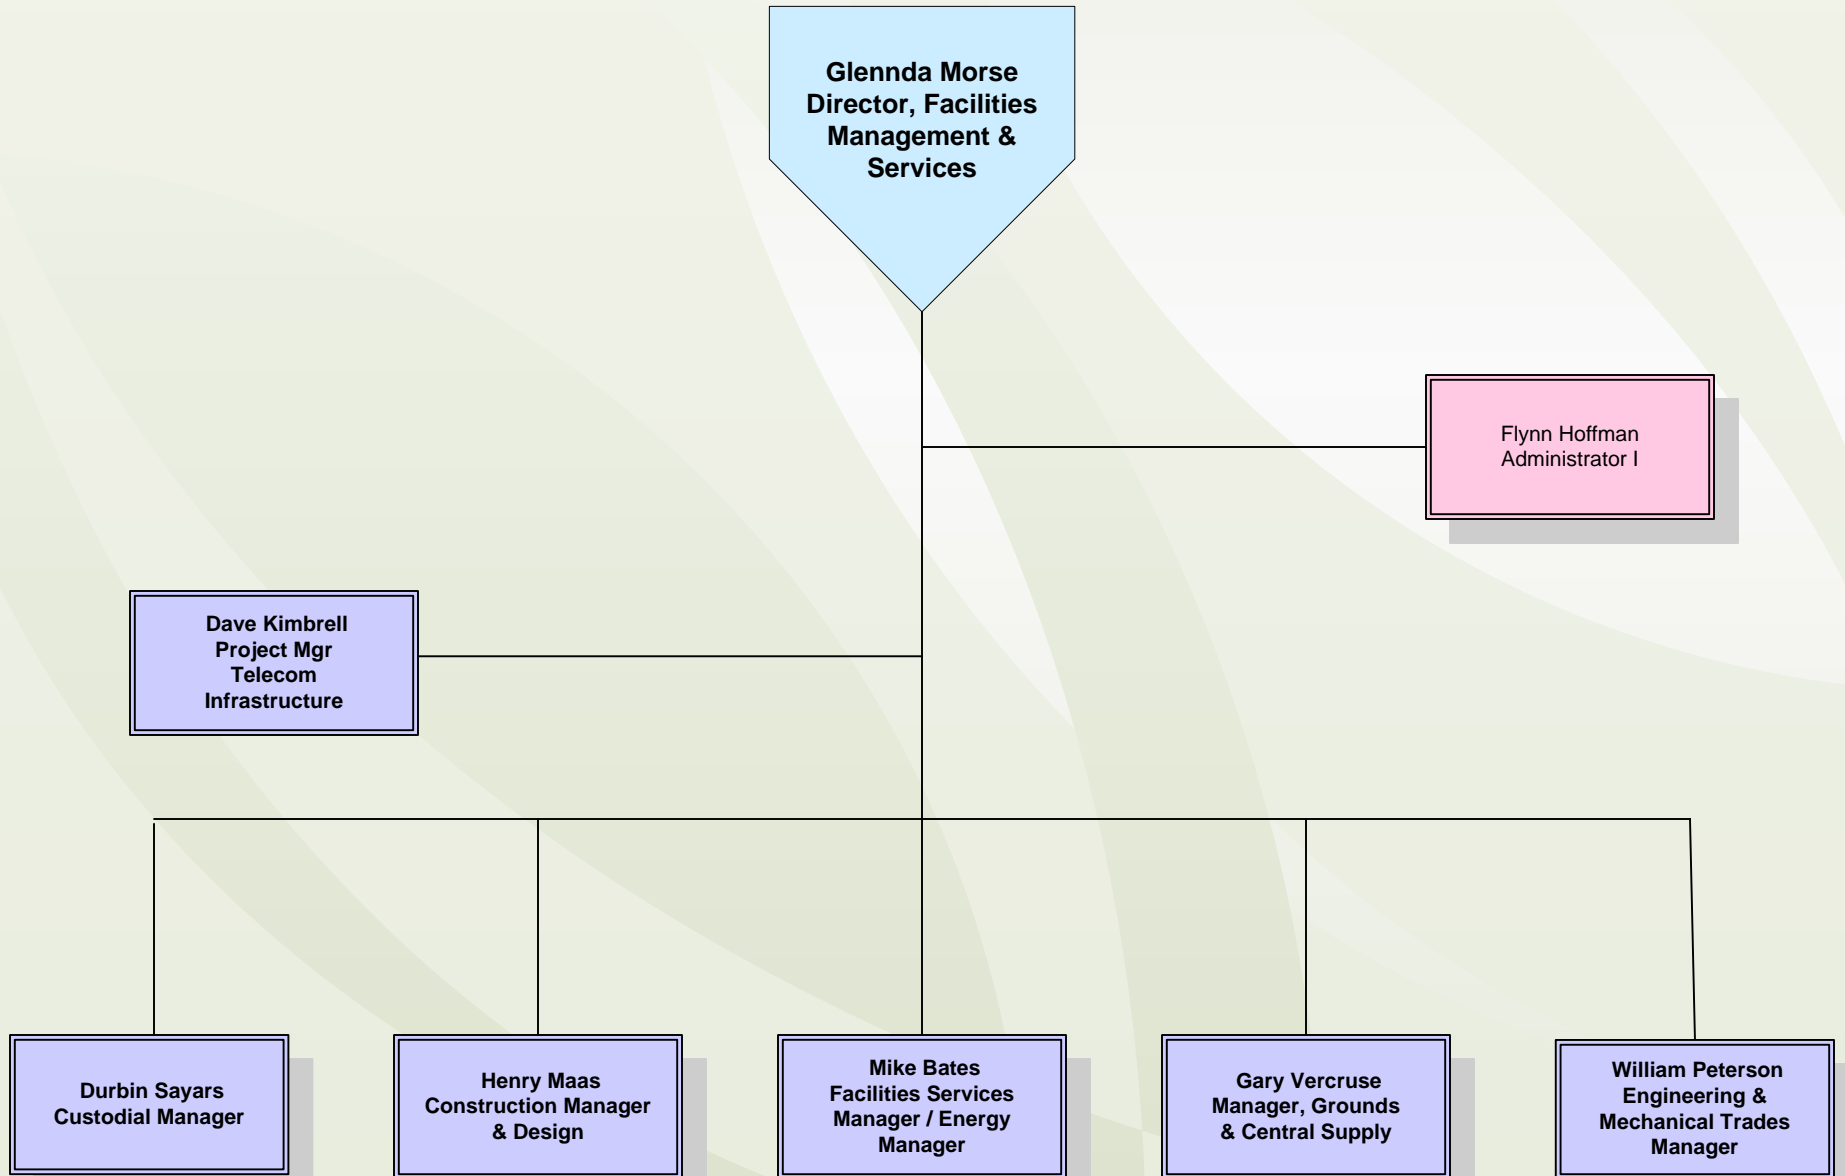 Glennda Morse
Director, Facilities
Management &
Services
Flynn Hoffman
Administrator I
Dave Kimbrell
Project Mgr
Telecom
Infrastructure
Durbin Sayars
Custodial Manager
Henry Maas
Construction Manager
& Design
Mike Bates
Facilities Services
Manager / Energy
Manager
Gary Vercruse
Manager, Grounds
& Central Supply
William Peterson
Engineering &
Mechanical Trades
Manager